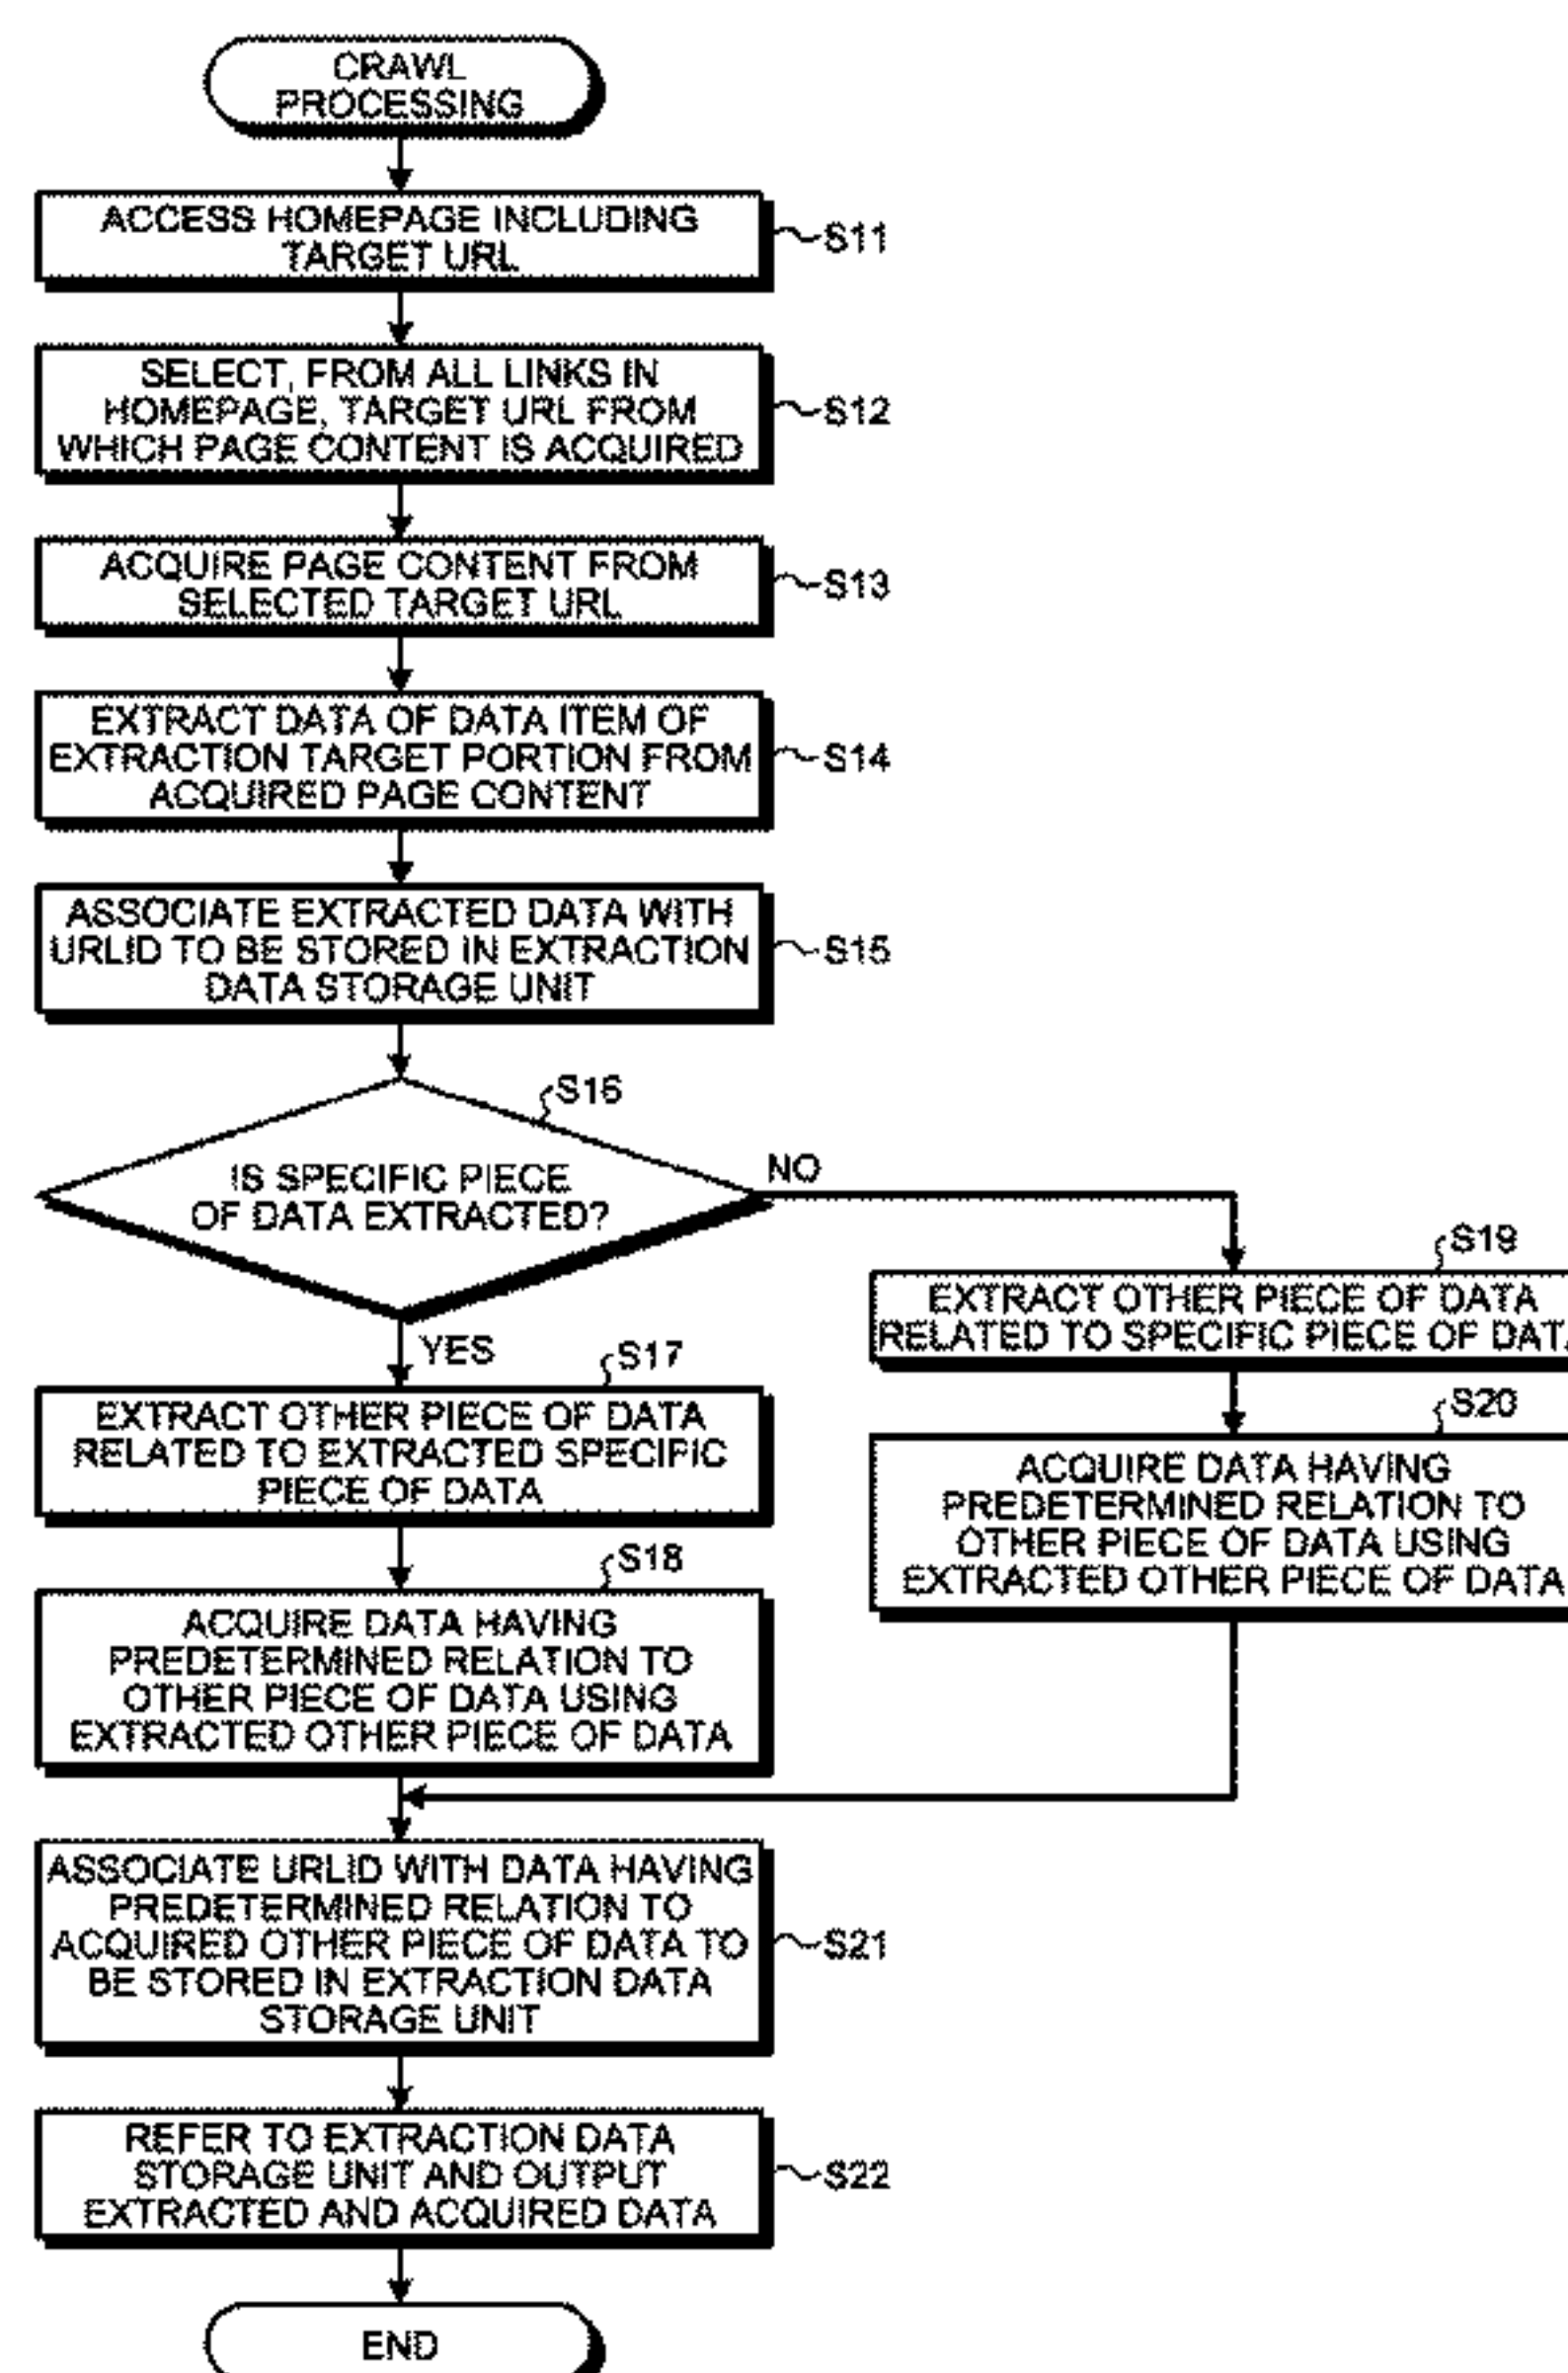 CRAWL
PROCESSING
ACCESS HOMEPAGE INCLUDING
TARGET URL
S11
SELECT, FROM ALL LINKS IN
HOMEPAGE, TARGET URL FROM
WHICH PAGE CONTENT IS ACQUIRED
S12
ACQUIRE PAGE CONTENT FROM
SELECTED TARGET URL
S13
EXTRACT DATA OF DATA ITEM OF
EXTRACTION TARGET PORTION FROM
ACQUIRED PAGE CONTENT
S14
ASSOCIATE EXTRACTED DATA WITH
URLID TO BE STORED IN EXTRACTION
DATA STORAGE UNIT
S15
S16
IS SPECIFIC PIECE
OF DATA EXTRACTED?
NO
YES
S17
EXTRACT OTHER PIECE OF DATA
RELATED TO EXTRACTED SPECIFIC
PIECE OF DATA
S18
ACQUIRE DATA HAVING
PREDETERMINED RELATION TO
OTHER PIECE OF DATA USING
EXTRACTED OTHER PIECE OF DATA
S19
EXTRACT OTHER PIECE OF DATA
RELATED TO SPECIFIC PIECE OF DATA
S20
ACQUIRE DATA HAVING
PREDETERMINED RELATION TO
OTHER PIECE OF DATA USING
EXTRACTED OTHER PIECE OF DATA
ASSOCIATE URLID WITH DATA HAVING
PREDETERMINED RELATION TO
ACQUIRED OTHER PIECE OF DATA TO
BE STORED IN EXTRACTION DATA
STORAGE UNIT
S21
REFER TO EXTRACTION DATA
STORAGE UNIT AND OUTPUT
EXTRACTED AND ACQUIRED DATA
S22
END